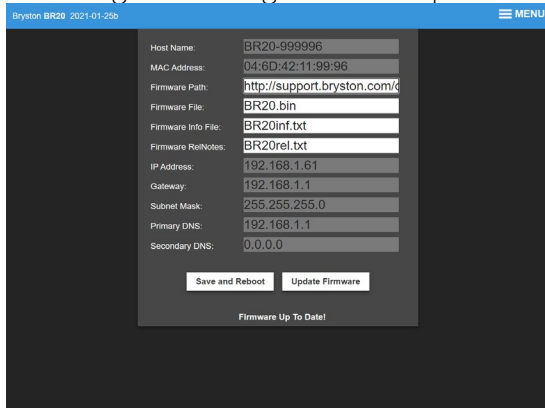 Bryston BR20 2021-01-25b MENU
Host Name: BR20-999996
MAC Address: 04:6D:42:11:99:96
Firmware Path: http://support.bryston.com/
Firmware File: BR20.bin
Firmware Info File: BR20inf.txt
Firmware RelNotes: BR20rel.txt
IP Address: 192.168.1.61
Gateway: 192.168.1.1
Subnet Mask: 255.255.255.0
Primary DNS: 192.168.1.1
Secondary DNS: 0.0.0.0
Save and Reboot Update Firmware
Firmware Up To Date!